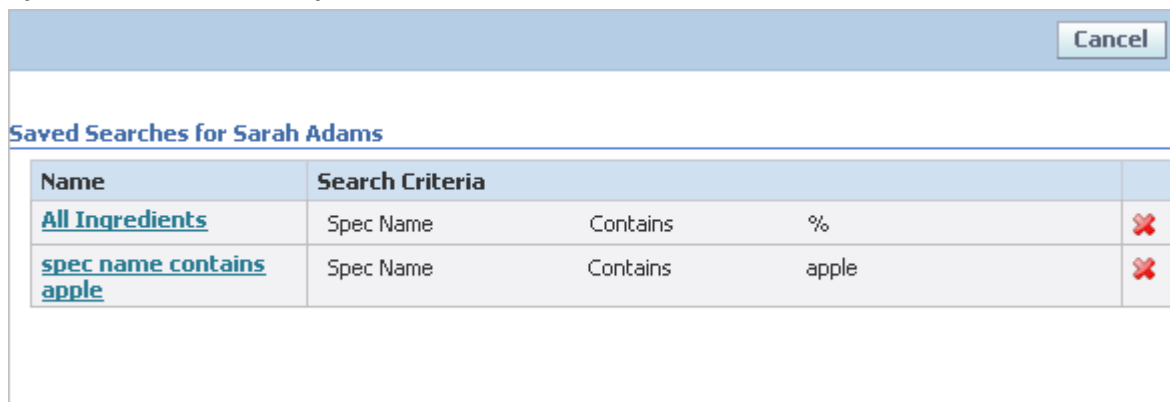 Cancel
Saved Searches for Sarah Adams
Name Search Criteria
All Ingredients Spec Name Contains %
spec name contains Spec Name Contains apple
apple